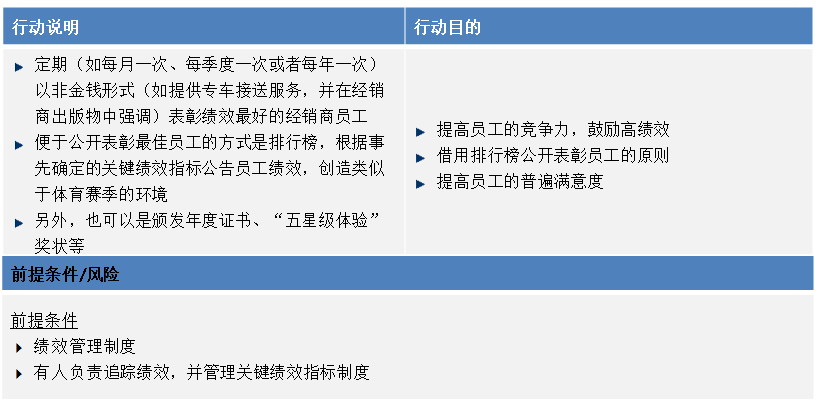 行动说明
行动目的
定期（如每月一次、每季度一次或者每年一次）
以非金钱形式（如提供专车接送服务，并在经销
商出版物中强调）表彰绩效最好的经销商员工
便于公开表彰最佳员工的方式是排行榜，根据事
先确定的关键绩效指标公告员工绩效，创造类似
于体育赛季的环境
另外，也可以是颁发年度证书、“五星级体验”
奖状等
提高员工的竞争力，鼓励高绩效
借用排行榜公开表彰员工的原则
提高员工的普遍满意度
前提条件/风险
前提条件
绩效管理制度
有人负责追踪绩效，并管理关键绩效指标制度